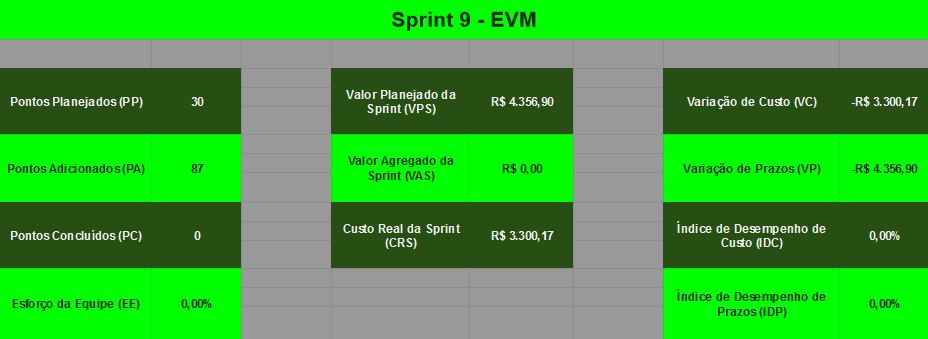 Sprint 9 - EVM
Pontos Planejados (PP)
30
Valor Planejado da
Sprint (VPS)
R$ 4.356,90
Variação de Custo (VC)
-R$ 3.300,17
Pontos Adicionados (PA)
87
Valor Agregado da
Sprint (VAS)
R$ 0,00
Variação de Prazos (VP)
-R$ 4.356,90
Pontos Concluídos (PC)
0
Custo Real da Sprint
(CRS)
R$ 3.300,17
Índice de Desempenho de
Custo (IDC)
0,00%
Esforço da Equipe (EE)
0,00%
Índice de Desempenho de
Prazos (IDP)
0,00%